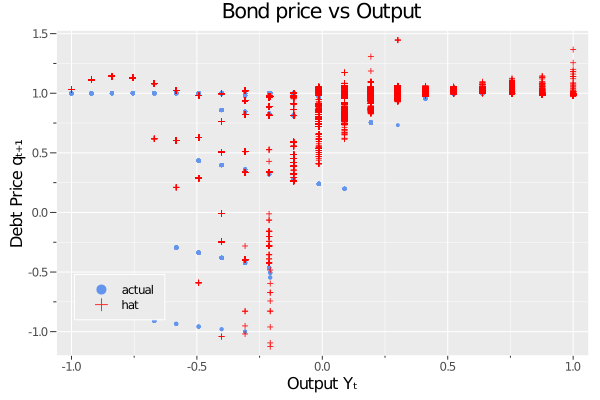 Bond price vs Output
Debt Price qₜ₊₁
1.5
1.0
0.5
0.0
-0.5
-1.0
actual
hat
-1.0 -0.5 0.0 0.5 1.0
Output Yₜ